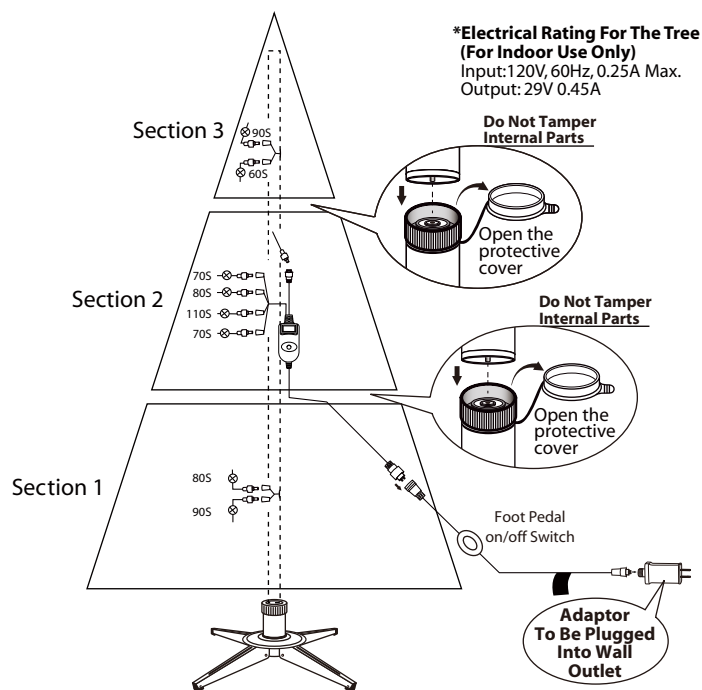 *Electrical Rating For The Tree
(For Indoor Use Only)
Input:120V, 60Hz, 0.25A Max.
Output: 29V 0.45A
Do Not Tamper
Internal Parts
Section 3
90S
60S
Open the
protective
cover
Section 2
70S
80S
110S
70S
Do Not Tamper
Internal Parts
Open the
protective
cover
Section 1
80S
90S
Foot Pedal
on/off Switch
Adaptor
To Be Plugged
Into Wall
Outlet